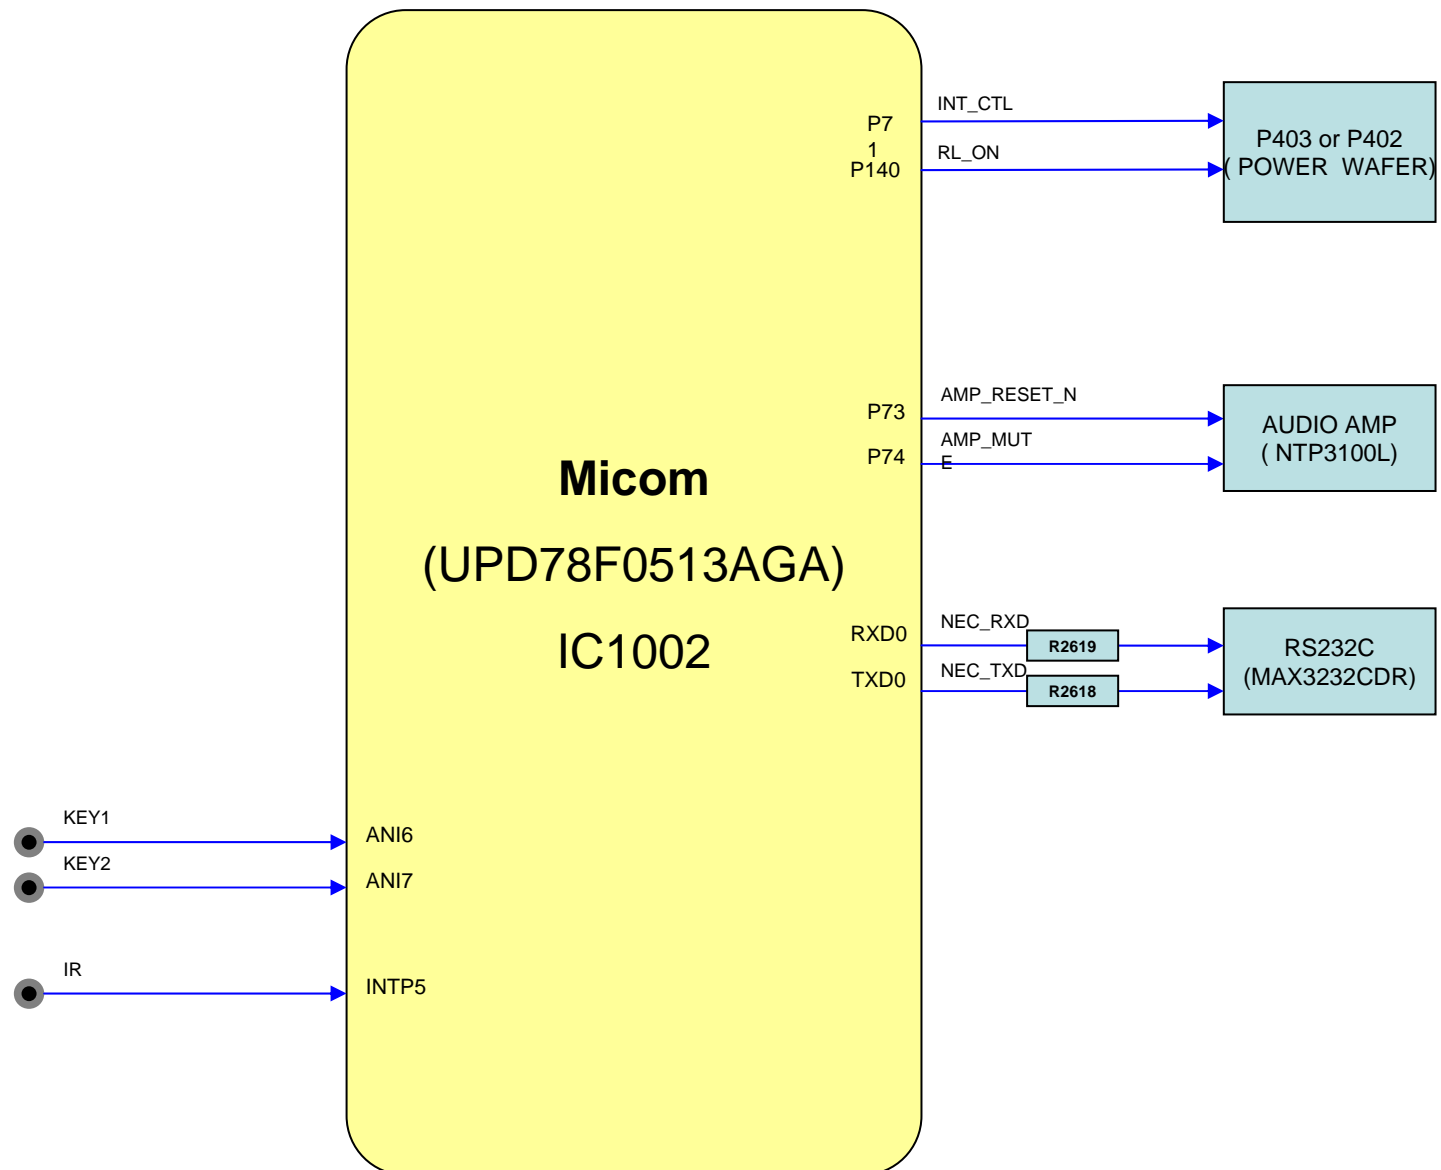 INT_CTL
P7
1
RL_ON
P140
P403 or P402
( POWER WAFER)
AMP_RESET_N
P73
AMP_MUT
E
P74
AUDIO AMP
( NTP3100L)
Micom
(UPD78F0513AGA)
IC1002
NEC_RXD
RXD0
R2619
NEC_TXD
TXD0
R2618
RS232C
(MAX3232CDR)
KEY1
ANI6
KEY2
ANI7
IR
INTP5